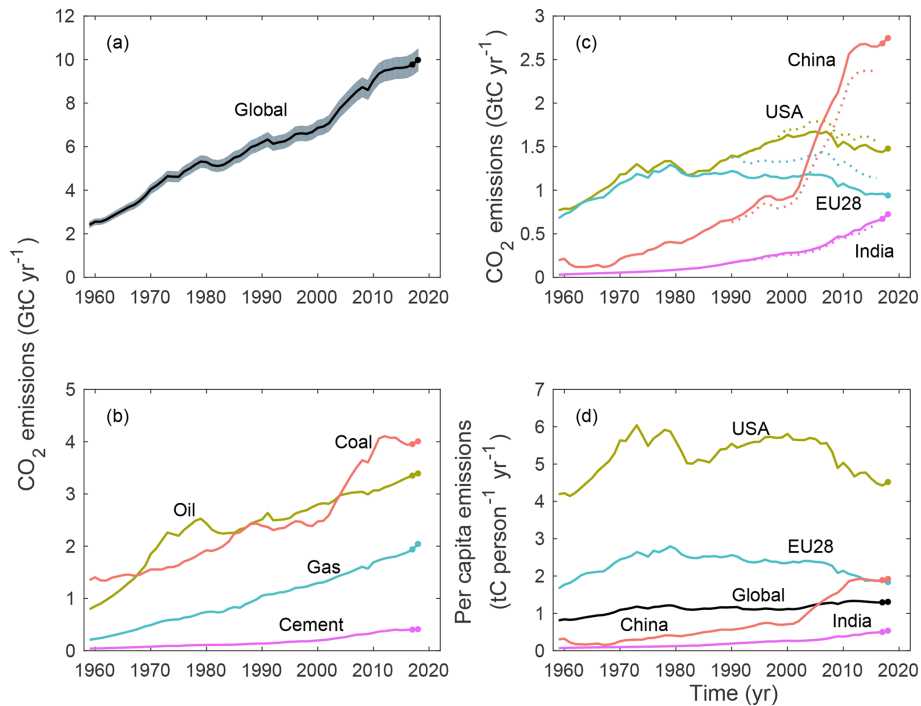 (a)
Global
12
10
8
6
4
2
0
1960 1970 1980 1990 2000 2010 2020
(c)
China
USA
EU28
India
3
2.5
2
1.5
1
0.5
0
CO₂ emissions (GtC yr⁻¹)
1960 1970 1980 1990 2000 2010 2020
CO₂ emissions (GtC yr⁻¹)
(b)
Coal
Oil
Gas
Cement
5
4
3
2
1
0
1960 1970 1980 1990 2000 2010 2020
(d)
USA
EU28
Global
China
India
7
6
5
4
3
2
1
0
Per capita emissions
(tC person⁻¹ yr⁻¹)
1960 1970 1980 1990 2000 2010 2020
Time (yr)